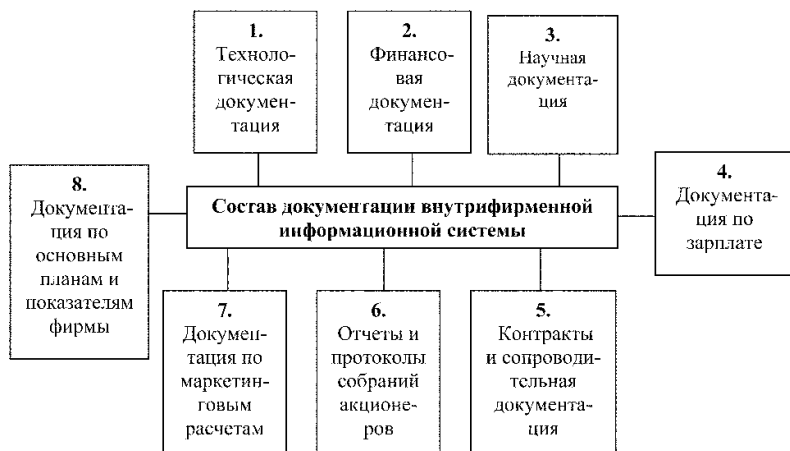 1.
Техноло-
гическая
докумен-
тация
2.
Финансо-
вая
докумен-
тация
3.
Научная
документа-
ция
4.
Документа-
ция по
зарплате
8.
Документа-
ция по
основным
планам и
показателям
фирмы
Состав документации внутрифирменной
информационной системы
7.
Докумен-
тация по
маркетин-
говым
расчетам
6.
Отчеты и
протоколы
собраний
акционе-
ров
5.
Контракты
и сопроводи-
тельная
документа-
ция